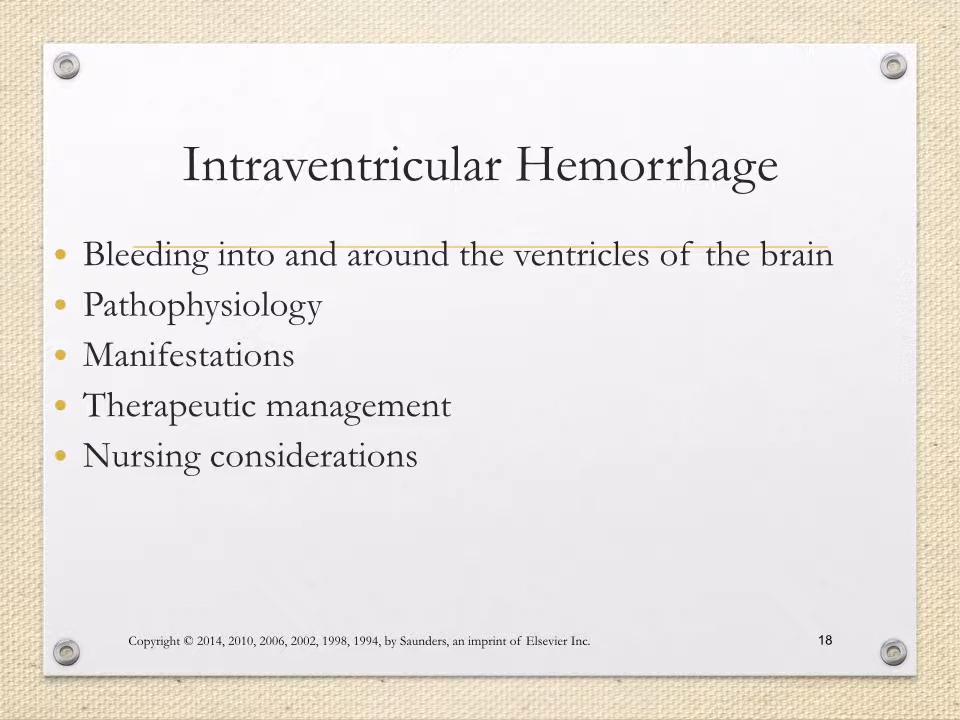 Intraventricular Hemorrhage
• Bleeding into and around the ventricles of the brain
• Pathophysiology
• Manifestations
• Therapeutic management
• Nursing considerations
Copyright © 2014, 2010, 2006, 2002, 1998, 1994, by Saunders, an imprint of Elsevier Inc.
18